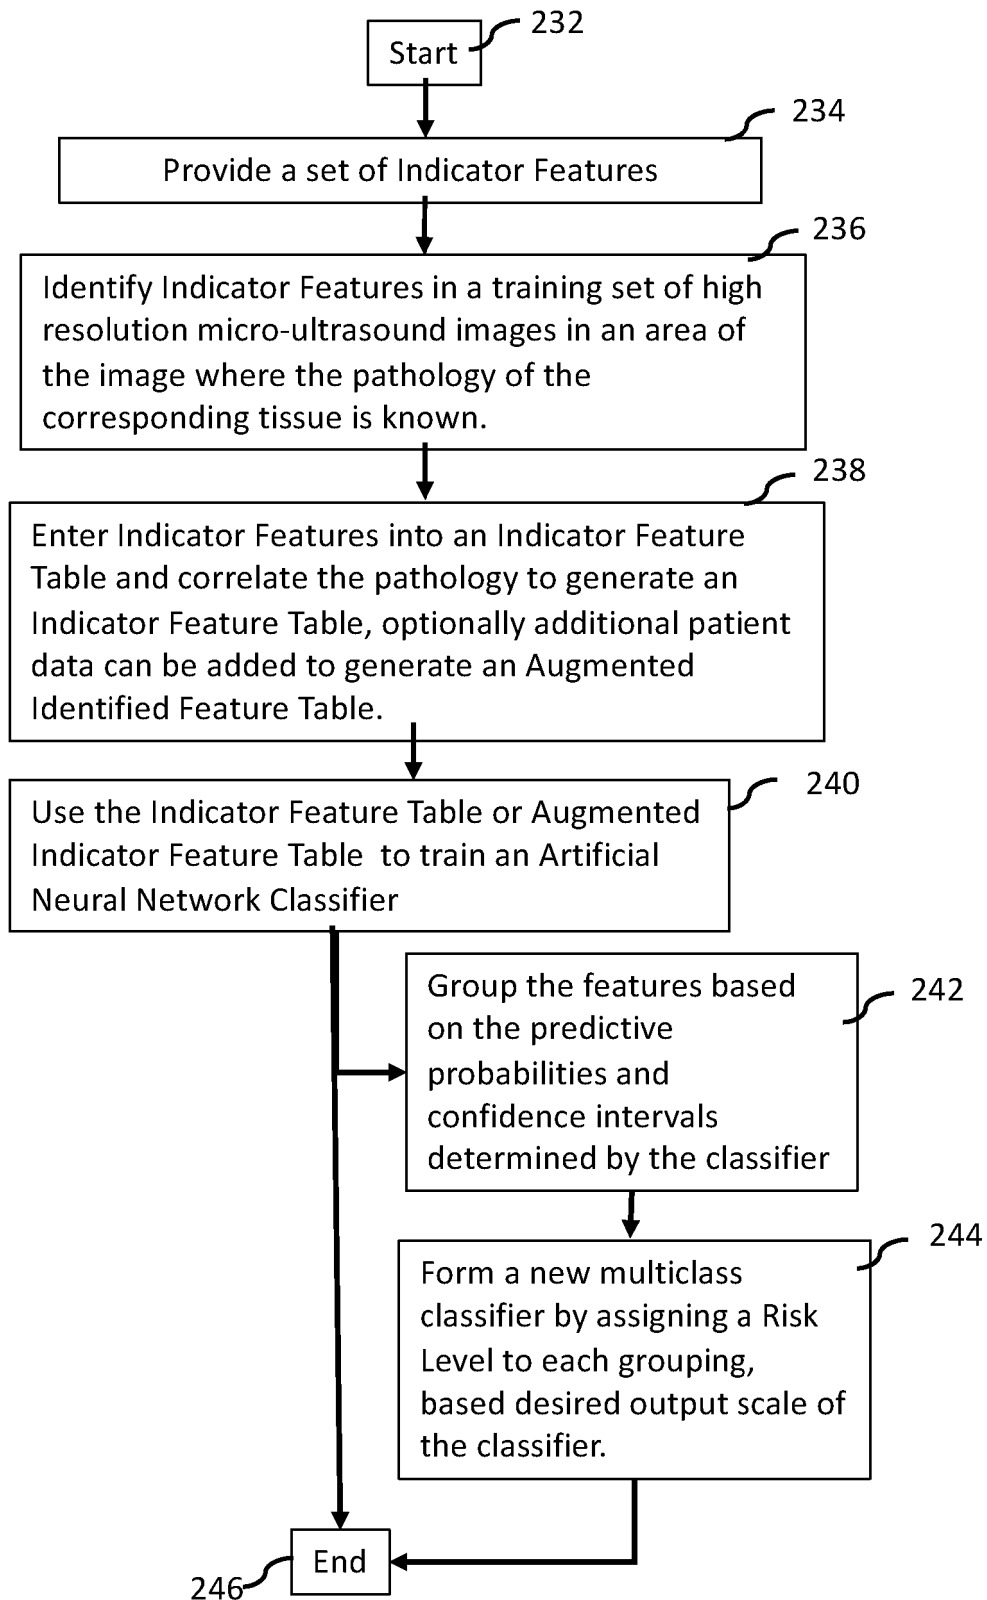 232
Start
234
Provide a set of Indicator Features
236
Identify Indicator Features in a training set of high
resolution micro-ultrasound images in an area of
the image where the pathology of the
corresponding tissue is known.
238
Enter Indicator Features into an Indicator Feature
Table and correlate the pathology to generate an
Indicator Feature Table, optionally additional patient
data can be added to generate an Augmented
Identified Feature Table.
240
Use the Indicator Feature Table or Augmented
Indicator Feature Table to train an Artificial
Neural Network Classifier
242
Group the features based
on the predictive
probabilities and
confidence intervals
determined by the classifier
244
Form a new multiclass
classifier by assigning a Risk
Level to each grouping,
based desired output scale of
the classifier.
End
246